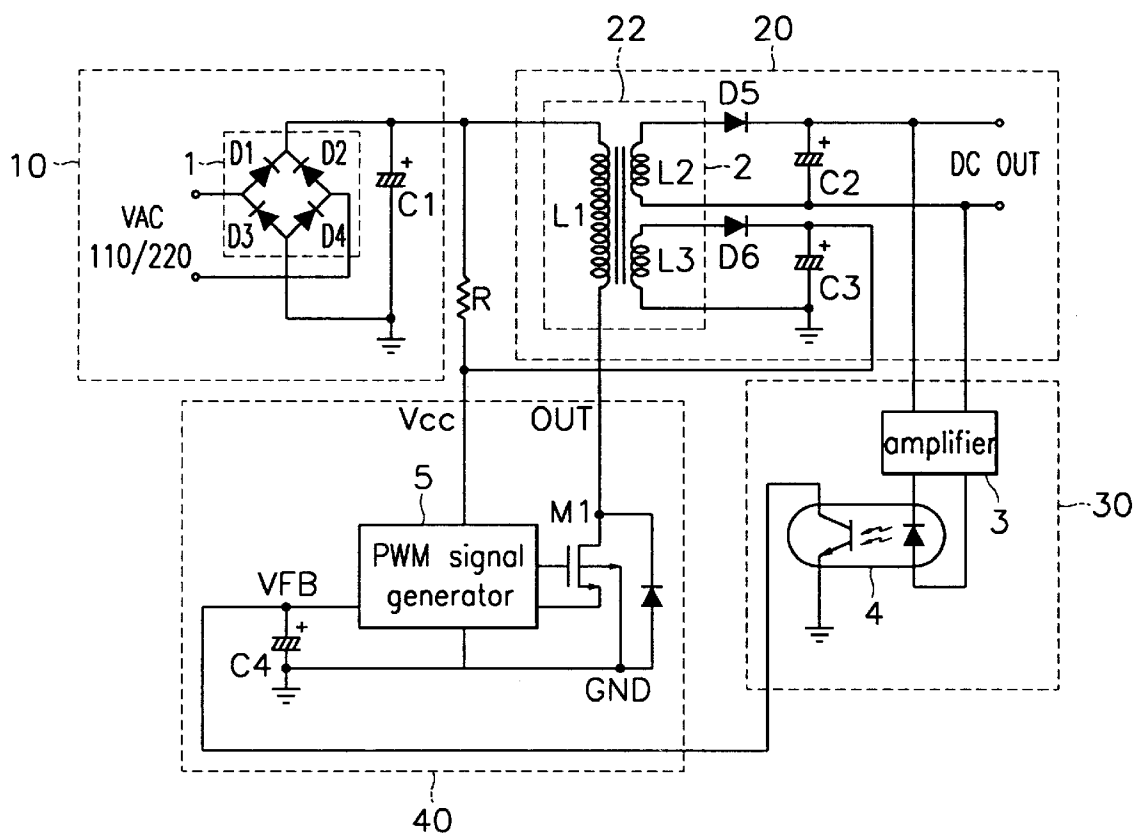 22
20
10
1
D1
D2
D3
D4
VAC
110/220
C1
R
L1
L2
L3
2
D5
D6
C2
C3
DC OUT
Vcc
OUT
5
M1
PWM signal
generator
VFB
C4
GND
40
amplifier
3
4
30